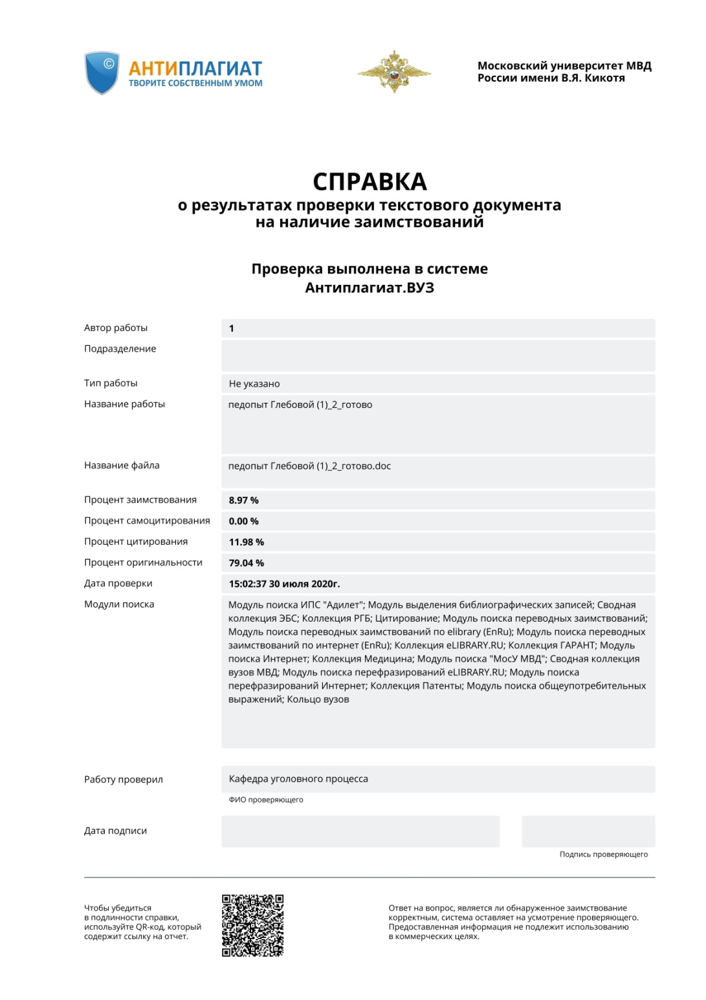 ©
АНТИПЛАГИАТ
ТВОРИТЕ СОБСТВЕННЫМ УМОМ
Московский университет МВД
России имени В.Я. Кикотя
СПРАВКА
о результатах проверки текстового документа
на наличие заимствований
Проверка выполнена в системе
Антиплагиат.ВУЗ
Автор работы
1
Подразделение
Тип работы
Не указано
Название работы
педопыт Глебовой (1)_2_готово
Название файла
педопыт Глебовой (1)_2_готово.doc
Процент заимствования
8.97 %
Процент самоцитирования
0.00 %
Процент цитирования
11.98 %
Процент оригинальности
79.04 %
Дата проверки
15:02:37 30 июля 2020г.
Модули поиска
Модуль поиска ИПС "Адилет"; Модуль выделения библиографических записей; Сводная
коллекция ЭБС; Коллекция РГБ; Цитирование; Модуль поиска переводных заимствований;
Модуль поиска переводных заимствований по elibrary (EnRu); Модуль поиска переводных
заимствований по интернет (EnRu); Коллекция eLIBRARY.RU; Коллекция ГАРАНТ; Модуль
поиска Интернет; Коллекция Медицина; Модуль поиска "МосУ МВД"; Сводная коллекция
вузов МВД; Модуль поиска перефразирований eLIBRARY.RU; Модуль поиска
перефразирований Интернет; Коллекция Патенты; Модуль поиска общеупотребительных
выражений; Кольцо вузов
Работу проверил
Кафедра уголовного процесса
ФИО проверяющего
Дата подписи
Подпись проверяющего
Чтобы убедиться
в подлинности справки,
используйте QR-код, который
содержит ссылку на отчет.
Ответ на вопрос, является ли обнаруженное заимствование
корректным, система оставляет на усмотрение проверяющего.
Предоставленная информация не подлежит использованию
в коммерческих целях.